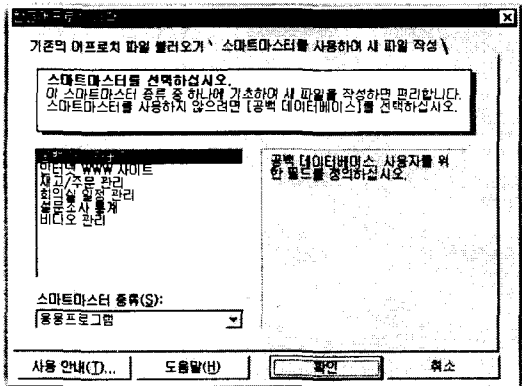 기존의 어프로치 파일 불러오기 \ 스마트마스터를 사용하여 새 파일 작성 \
스마트마스터를 선택하십시오.
이 스마트마스터 종류 중 하나에 기초하여 새 파일을 작성하면 편리합니다.
스마트마스터를 사용하지 않으려면 [공백 데이터베이스]를 선택하십시오.
인터넷 WWW 사이트
재고/주문 관리
회의실 일정 관리
설문조사 통계
비디오 관리
공백 데이터베이스. 사용자를 위
한 필드를 정의하십시오.
스마트마스터 종류(S):
응용프로그램
사용 안내(T)...
도움말(H)
확인
취소